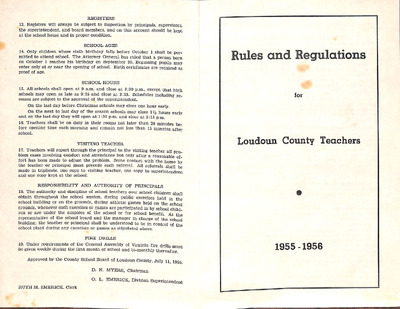 REGISTERS
13. Registers will always be subject to inspection by principals, supervisors,
the superintendent, and board members, and on this account should be kept
at the school house and in proper condition.
SCHOOL AGES
14. Only children whose sixth birthday falls before October 1 shall be per-
mitted to attend school. The Attorney General has ruled that a person born
on October 1 reaches his birthday on September 30. Beginning pupils may
enter only at or near the opening of school. Birth certificates are required as
proof of age.
SCHOOL HOURS
15. All schools shall open at 9 a.m. and close at 3:30 p.m., except that high
schools may open as late as 9:15 and close at 3:15. Schedules including re-
cesses are subject to the approval of the superintendent.
On the last day before Christmas schools may close one hour early.
On the next to last day of the
and on the last day they will open at 1:30 p.m. and close at
16. Teachers shall be on duty in their rooms not later than 20 minutes be-
fore opening time each morning and remain not less than 15 minutes after
school.
VISITING TEACHER
17. Teachers will report through the principal to the visiting teacher all prob-
lem cases involving conduct and attendance but only after a reasonable ef-
fort has been made to adjust the problem. Some contact with the home by
the teacher or principal must precede such referral. All referrals shall be
made in triplicate, one copy to visiting teacher, one copy to superintendent
and one copy kept at the school.
RESPONSIBILITY AND AUTHORITY OF PRINCIPALS
18. The authority and discipline of school teachers over school children shall
obtain throughout the school session, during public exercises held in the
school building or on the grounds, during athletic games held on the school
grounds, whenever such exercises or games are participated in by school child-
ren or are under the auspices of the school or for school benefit. As the
representative of the school board and the manager in charge of the school
building, the teacher or principal shall be understood to be in control of the
school plant during any exercises or games as stipulated above.
FIRE DRILLS
19. Under requirements of the General Assembly of Virginia fire drills must
be given weekly during the first month of school and bi-monthly thereafter.
Approved by the County School Board of Loudoun County, July 11, 1955.
D. N. MYERS, Chairman
O. L. EMERICK, Division Superintendent
RUTH M. EMERICK, Clerk
Rules and Regulations
for
Loudoun County Teachers
1955-1956